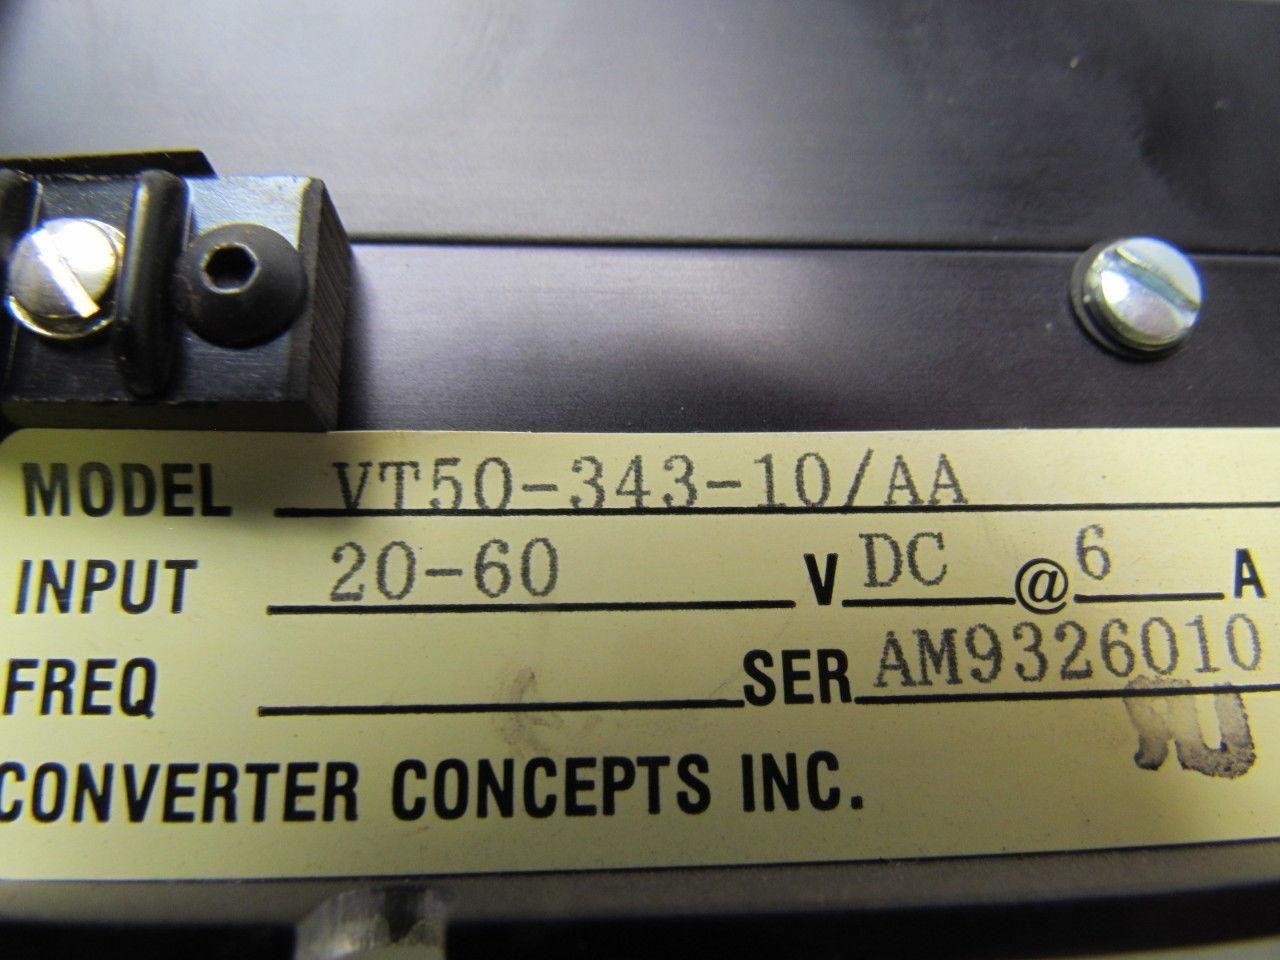 MODEL VT50-343-10/AA
INPUT 20-60 V DC @ 6 A
FREQ SER AM9326010
CONVERTER CONCEPTS INC.